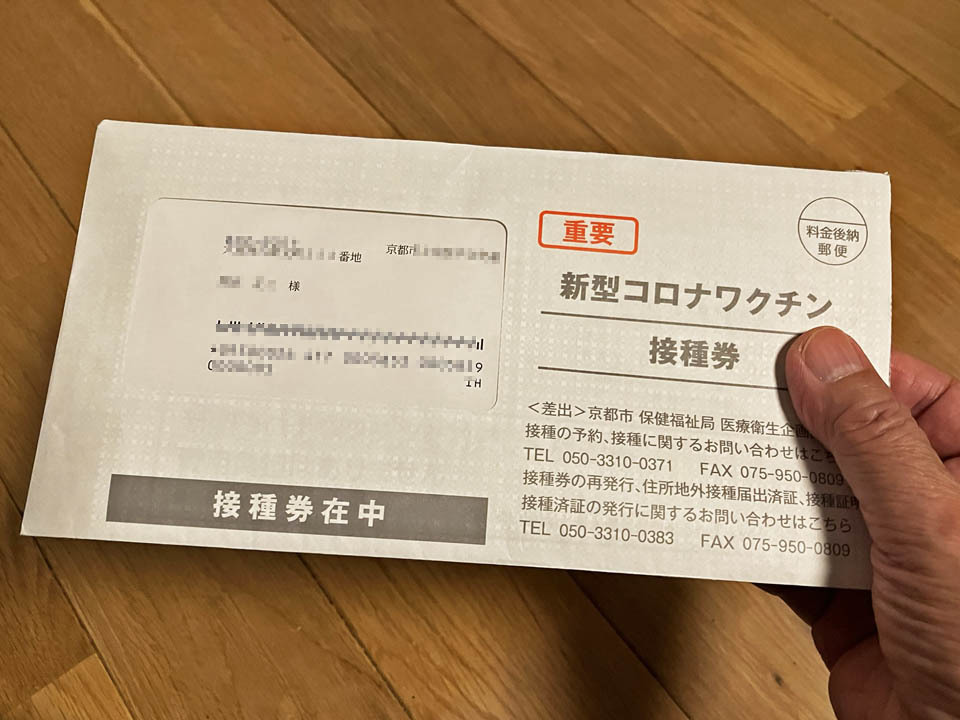 番地
京都市
様
9
IH
接種券在中
重要
料金後納
郵便
新型コロナワクチン
接種券
＜差出＞京都市 保健福祉局 医療衛生企画
接種の予約、接種に関するお問い合わせはこちら
TEL 050-3310-0371 FAX 075-950-0809
接種券の再発行、住所地外接種届出済証、接種証明
接種済証の発行に関するお問い合わせはこちら
TEL 050-3310-0383 FAX 075-950-0809